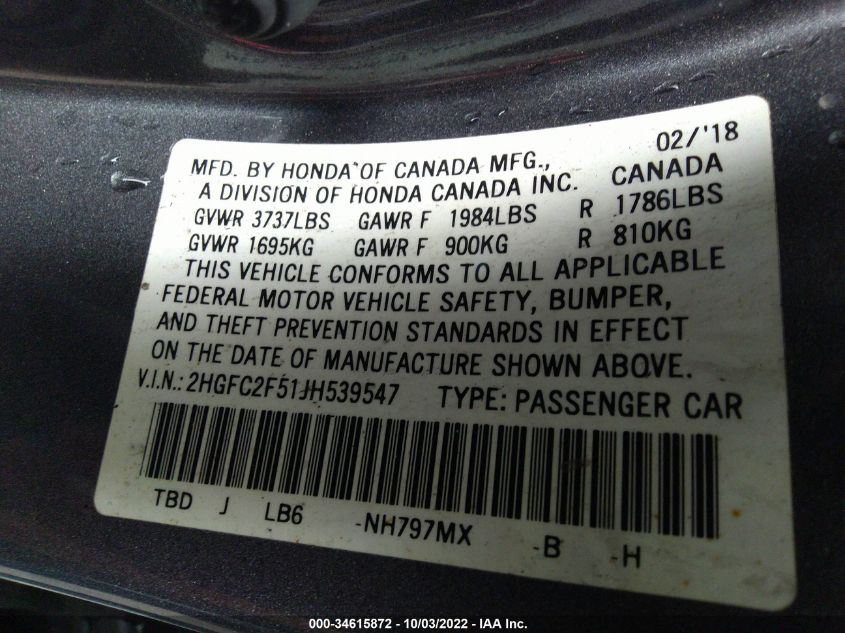 02/'18
MFD. BY HONDA OF CANADA MFG.,
A DIVISION OF HONDA CANADA INC. CANADA
GVWR 3737LBS GAWR F 1984LBS R 1786LBS
GVWR 1695KG GAWR F 900KG R 810KG
THIS VEHICLE CONFORMS TO ALL APPLICABLE
FEDERAL MOTOR VEHICLE SAFETY, BUMPER,
AND THEFT PREVENTION STANDARDS IN EFFECT
ON THE DATE OF MANUFACTURE SHOWN ABOVE.
V.I.N.: 2HGFC2F51JH539547 TYPE: PASSENGER CAR
TBD J LB6 -NH797MX -B -H
000-34615872 - 10/03/2022 - IAA Inc.